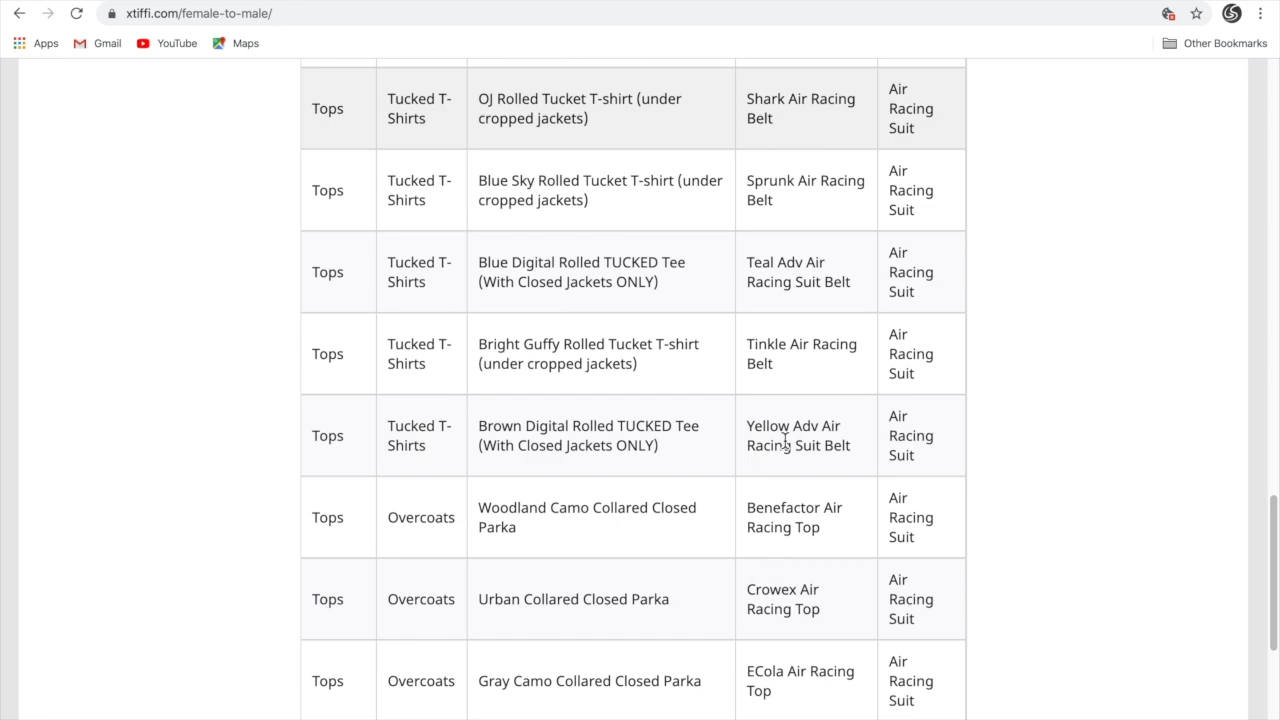 xtiffi.com/female-to-male/
Apps
Gmail
YouTube
Maps
Other Bookmarks
Tops
Tucked T-
Shirts
OJ Rolled Tucket T-shirt (under
cropped jackets)
Shark Air Racing
Belt
Air
Racing
Suit
Tops
Tucked T-
Shirts
Blue Sky Rolled Tucket T-shirt (under
cropped jackets)
Sprunk Air Racing
Belt
Air
Racing
Suit
Tops
Tucked T-
Shirts
Blue Digital Rolled TUCKED Tee
(With Closed Jackets ONLY)
Teal Adv Air
Racing Suit Belt
Air
Racing
Suit
Tops
Tucked T-
Shirts
Bright Guffy Rolled Tucket T-shirt
(under cropped jackets)
Tinkle Air Racing
Belt
Air
Racing
Suit
Tops
Tucked T-
Shirts
Brown Digital Rolled TUCKED Tee
(With Closed Jackets ONLY)
Yellow Adv Air
Racing Suit Belt
Air
Racing
Suit
Tops
Overcoats
Woodland Camo Collared Closed
Parka
Benefactor Air
Racing Top
Air
Racing
Suit
Tops
Overcoats
Urban Collared Closed Parka
Crowex Air
Racing Top
Air
Racing
Suit
Tops
Overcoats
Gray Camo Collared Closed Parka
ECola Air Racing
Top
Air
Racing
Suit